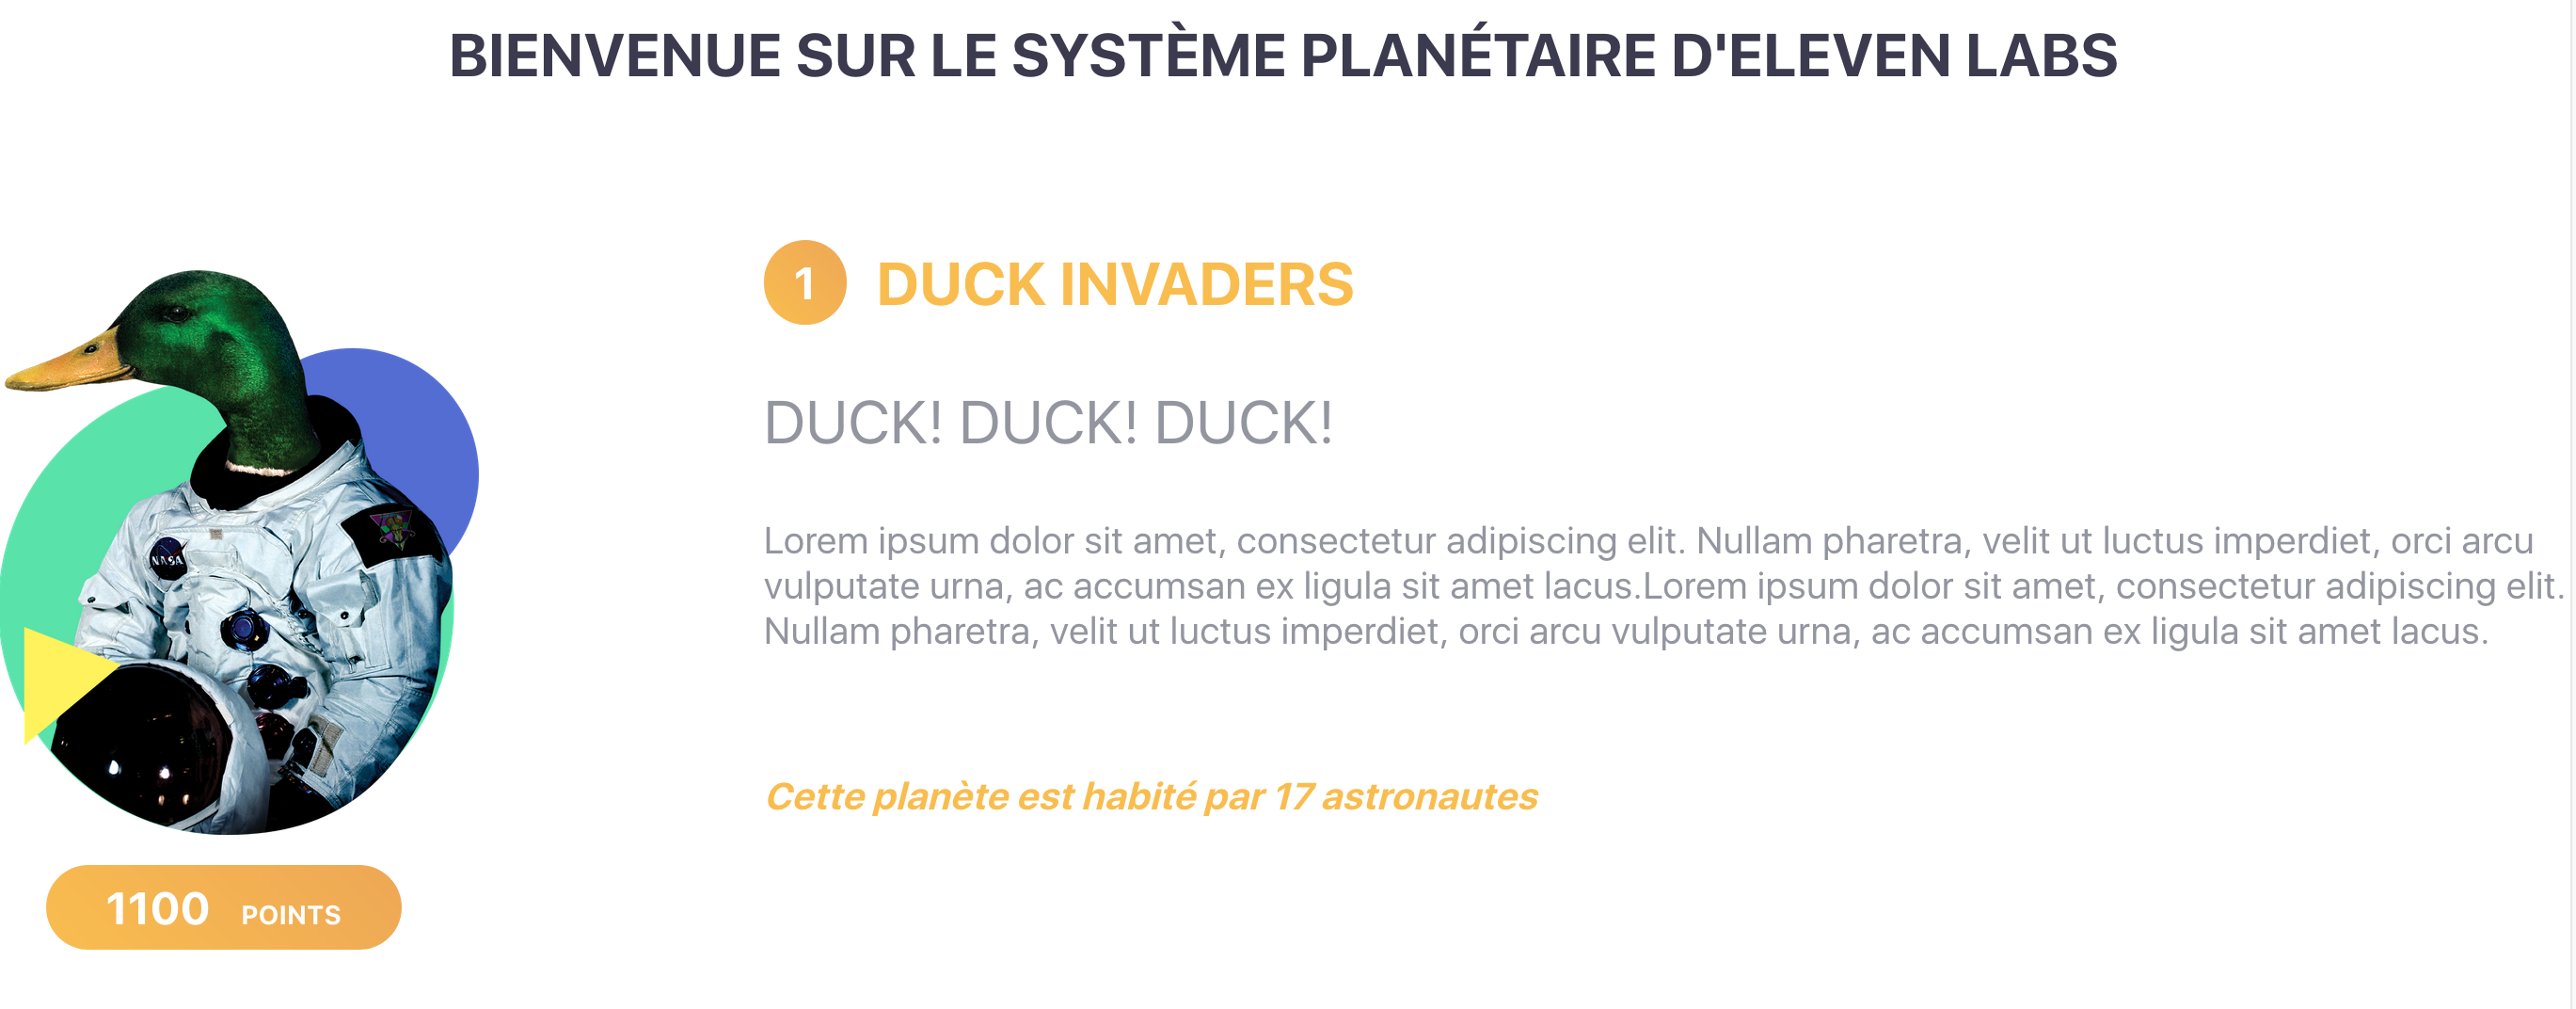 BIENVENUE SUR LE SYSTÈME PLANÉTAIRE D'ELEVEN LABS
1 DUCK INVADERS
DUCK! DUCK! DUCK!
Lorem ipsum dolor sit amet, consectetur adipiscing elit. Nullam pharetra, velit ut luctus imperdiet, orci arcu
vulputate urna, ac accumsan ex ligula sit amet lacus.Lorem ipsum dolor sit amet, consectetur adipiscing elit.
Nullam pharetra, velit ut luctus imperdiet, orci arcu vulputate urna, ac accumsan ex ligula sit amet lacus.
Cette planète est habité par 17 astronautes
NASA
1100 POINTS